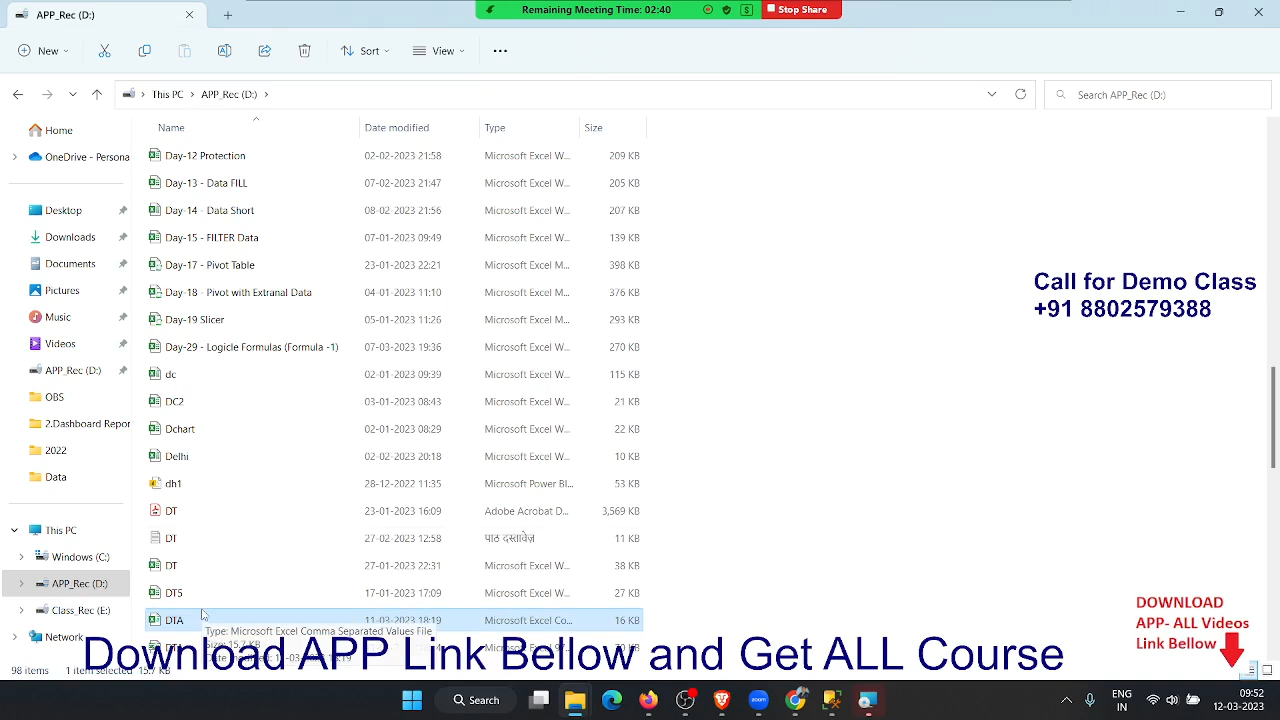 APP_Rec (D:)
Remaining Meeting Time: 02:40
Stop Share
New
Sort
View
This PC
APP_Rec (D:)
Search APP_Rec (D:)
Name
Date modified
Type
Size
Home
OneDrive - Persona
Desktop
Downloads
Documents
Pictures
Music
Videos
APP_Rec (D:)
OBS
2.Dashboard Repor
2022
Data
This PC
Windows (C:)
APP_Rec (D:)
Class_Rec (E:)
Network
Day-12 Protection 02-02-2023 21:58 Microsoft Excel W... 209 KB
Day-13 - Data FILL 07-02-2023 21:47 Microsoft Excel W... 205 KB
Day-14 - Data Short 08-02-2023 21:56 Microsoft Excel W... 207 KB
Day-15 - FILTER Data 07-01-2023 09:49 Microsoft Excel W... 139 KB
Day-17 - Pivot Table 23-01-2023 22:21 Microsoft Excel M... 398 KB
Day-18 - Pivot with Extranal Data 04-01-2023 11:10 Microsoft Excel M... 376 KB
Day-19 Slicer 05-01-2023 11:26 Microsoft Excel M... 293 KB
Day-29 - Logicle Formulas (Formula -1) 07-03-2023 19:36 Microsoft Excel W... 270 KB
dc 02-01-2023 09:39 Microsoft Excel W... 115 KB
DC2 03-01-2023 08:43 Microsoft Excel W... 21 KB
Dchart 02-01-2023 08:29 Microsoft Excel W... 22 KB
Delhi 02-02-2023 20:18 Microsoft Excel W... 10 KB
dh1 28-12-2022 11:35 Microsoft Power BI... 53 KB
DT 23-01-2023 16:09 Adobe Acrobat D... 3,569 KB
DT 27-02-2023 12:58 पाठ दस्तावेज़ 11 KB
DT 27-01-2023 22:31 Microsoft Excel W... 38 KB
DT5 17-01-2023 17:09 Microsoft Excel W... 27 KB
DTA 11-03-2023 18:19 Microsoft Excel Co... 16 KB
Type: Microsoft Excel Comma Separated Values File
Size: 15.7 KB
98 items
1 item selected 15.7 KB
Call for Demo Class
+91 8802579388
DOWNLOAD
APP- ALL Videos
Link Bellow
Download APP Link Bellow and Get ALL Course
Search
zoom
ENG
IN
09:52
12-03-2023